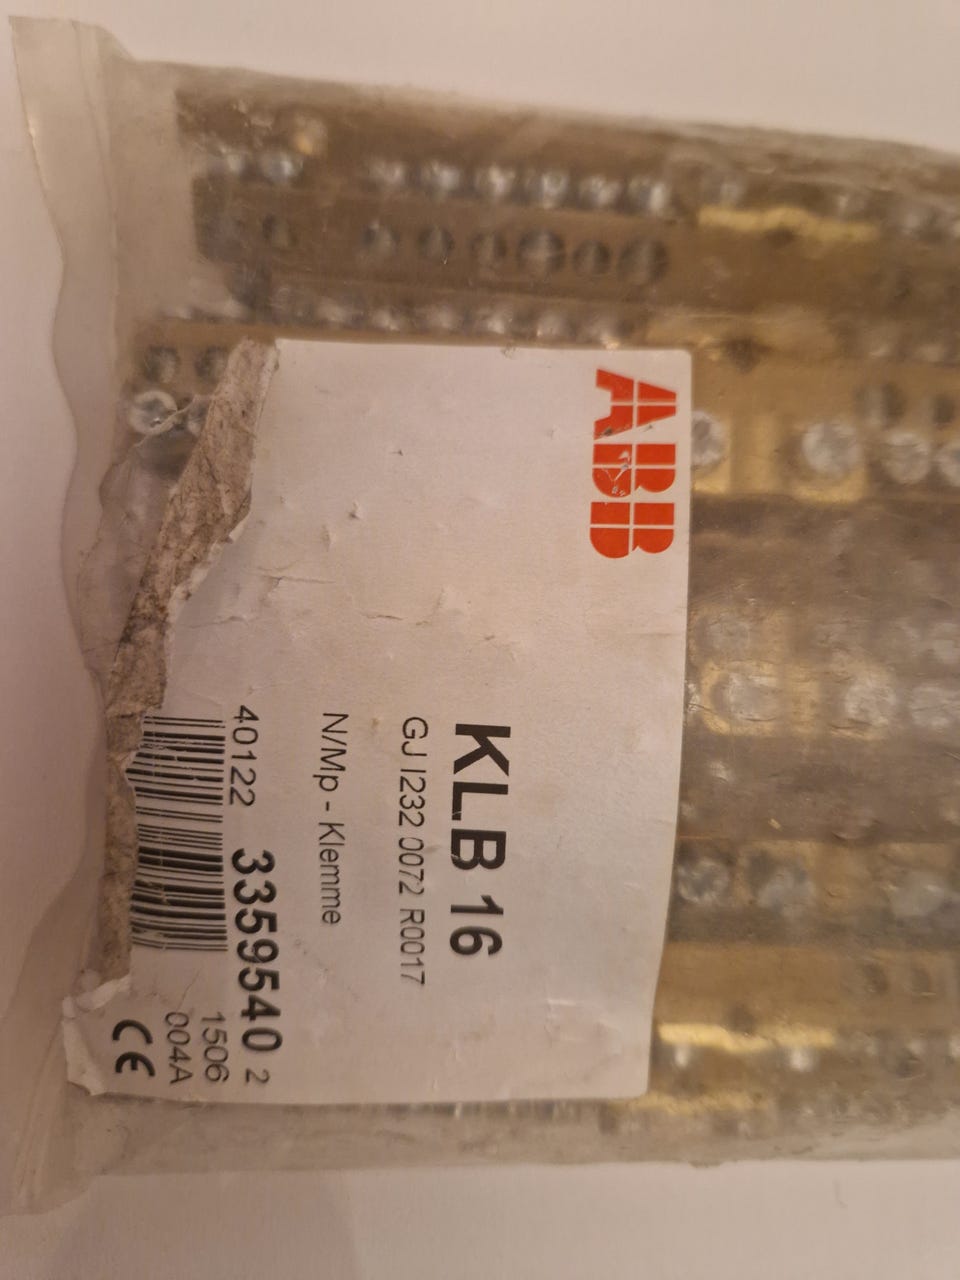 ABB
KLB 16
GJ I232 0072 R0017
N/Mp - Klemme
40122 3359540 2
1506
004A
CE